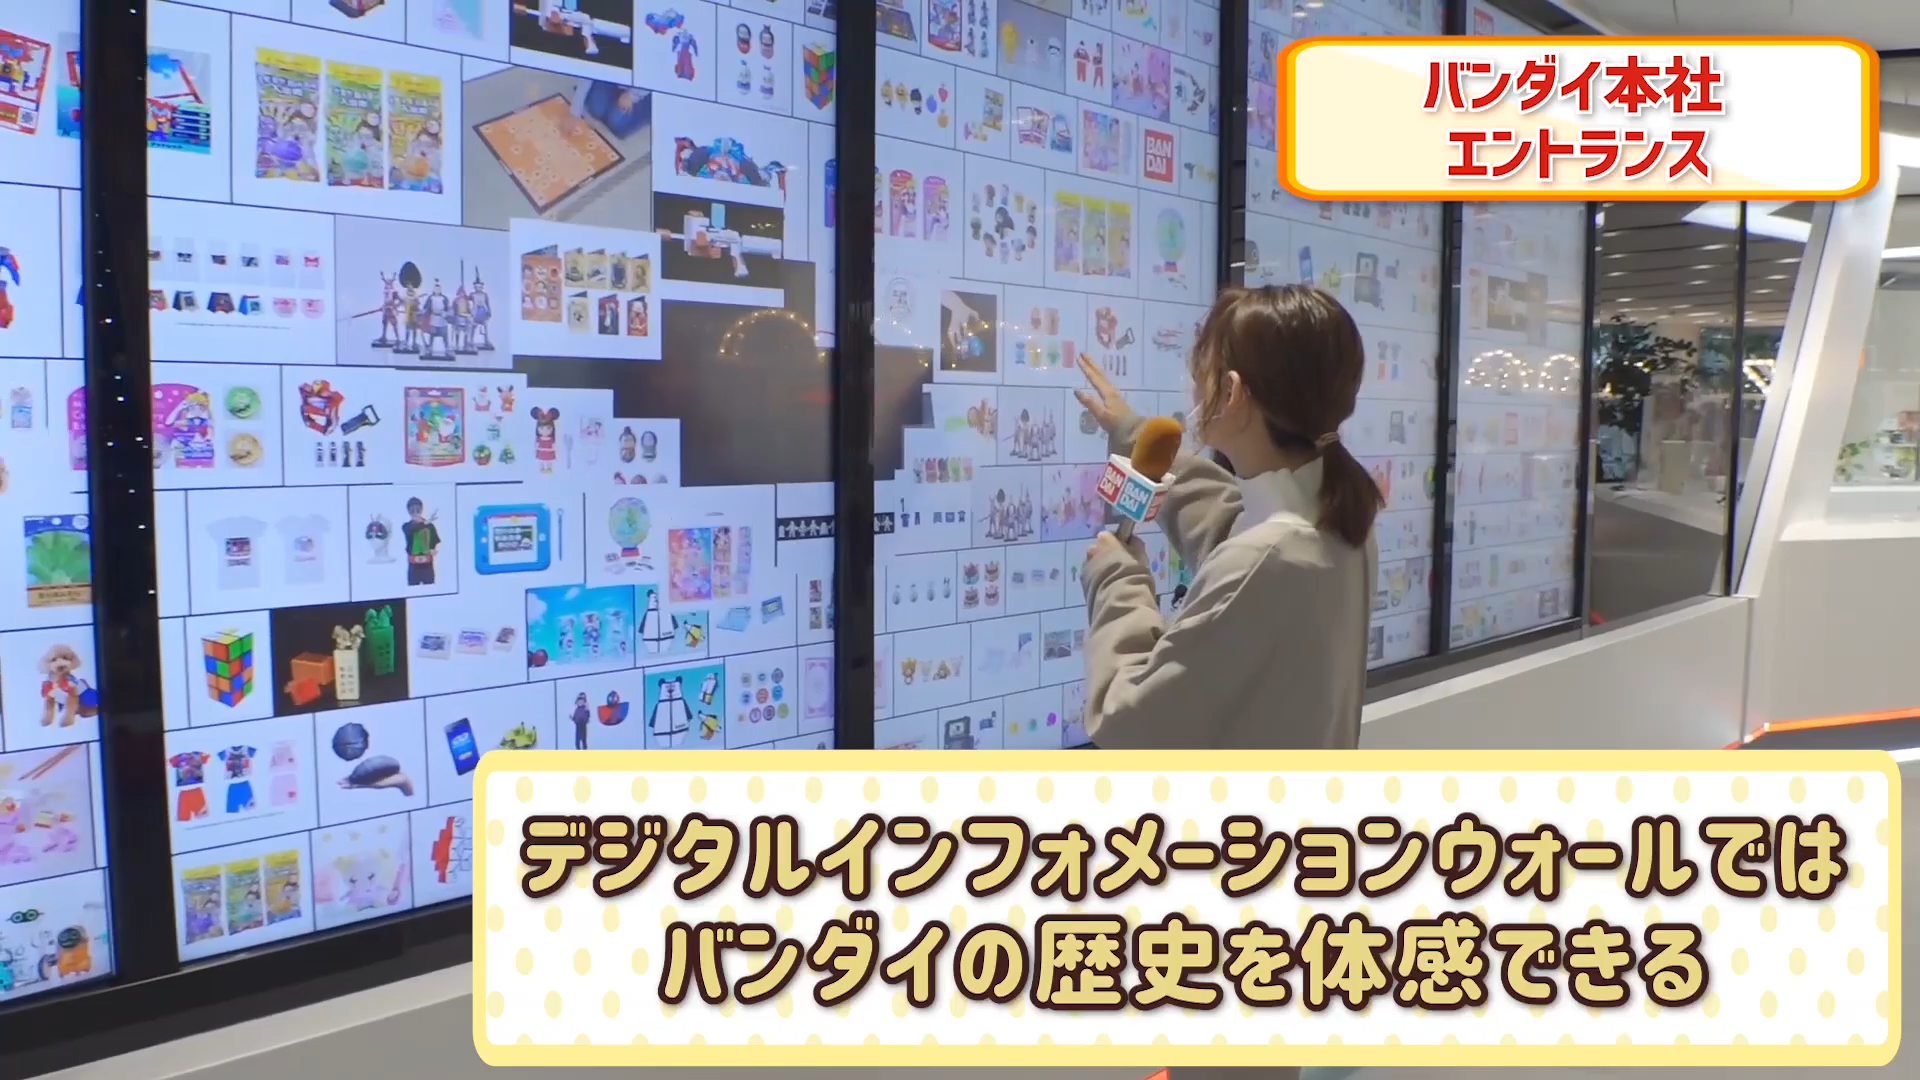 バンダイ本社
エントランス
BAN
DAI
BAN
DAI
BAN
DAI
デジタルインフォメーションウォールでは
バンダイの歴史を体感できる